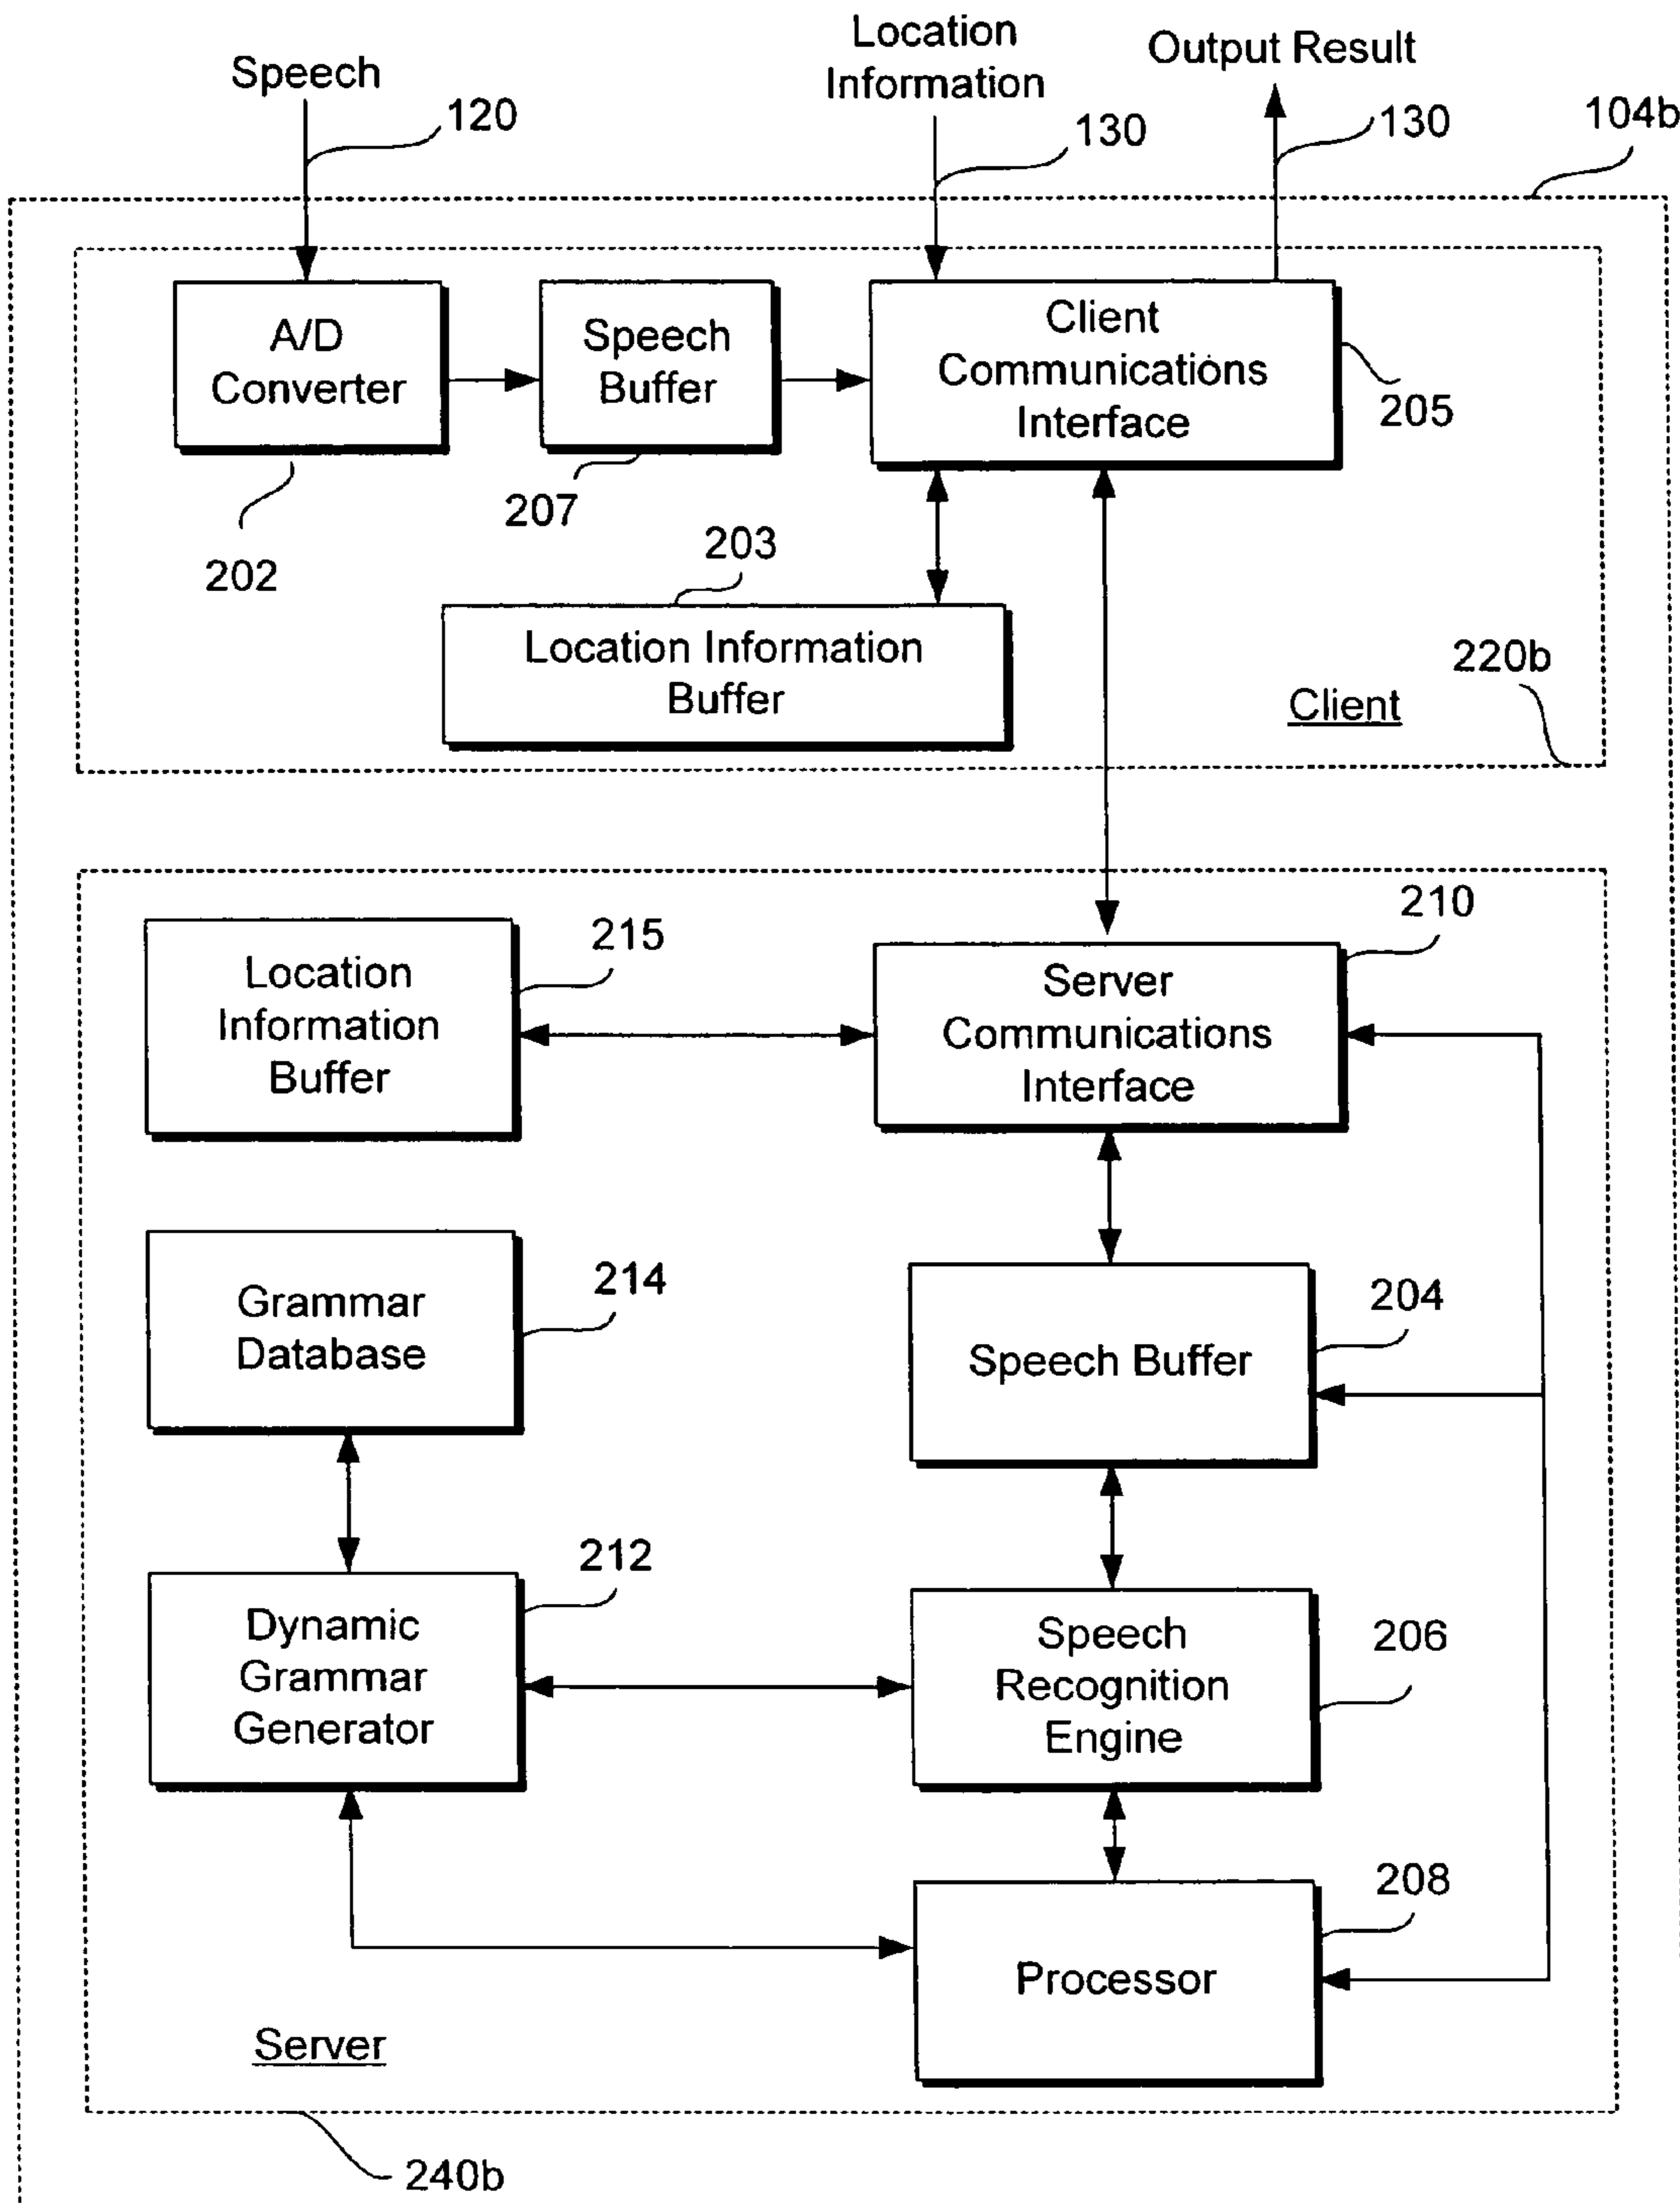 Speech
Location
Information
Output Result
120
130
130
104b
A/D
Converter
Speech
Buffer
Client
Communications
Interface
205
207
202
203
Location Information
Buffer
220b
Client
210
215
Location
Information
Buffer
Server
Communications
Interface
Grammar
Database
214
204
Speech Buffer
212
Dynamic
Grammar
Generator
Speech
Recognition
Engine
206
208
Processor
Server
240b